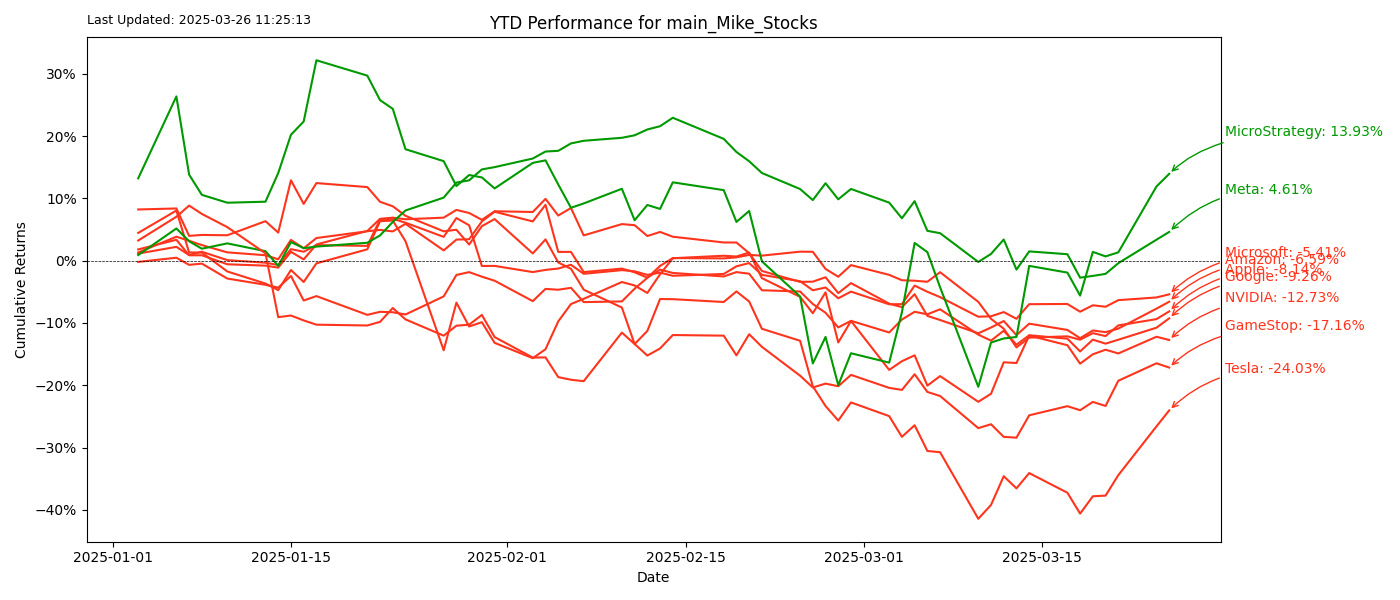 Last Updated: 2025-03-26 11:25:13
YTD Performance for main_Mike_Stocks
Cumulative Returns
30%
20%
10%
0%
−10%
−20%
−30%
−40%
MicroStrategy: 13.93%
Meta: 4.61%
Microsoft: -5.41%
Amazon: -6.59%
Apple: -8.14%
Google: -9.26%
NVIDIA: -12.73%
GameStop: -17.16%
Tesla: -24.03%
2025-01-01
2025-01-15
2025-02-01
2025-02-15
2025-03-01
2025-03-15
Date